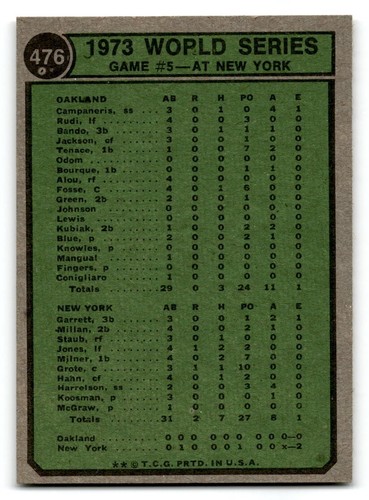 476
1973 WORLD SERIES
GAME #5—AT NEW YORK
OAKLAND AB R H PO A E
Campaneris, ss 3 0 1 0 4 1
Rudi, lf 4 0 0 3 0 0
Bando, 3b 3 0 1 1 1 0
Jackson, cf 3 0 0 0 0
Tenace, 1b 1 0 0 7 2 0
Odom 0 0 0 0 0 0
Bourque, 1b 0 0 0 1 1 0
Alou, rf 4 0 0 0 0
Fosse, c 4 0 1 6 0 0
Green, 2b 2 0 0 1 0 0
Johnson 0 0 0 0 0 0
Lewis 0 0 0 0 0 0
Kubiak, 2b 1 0 0 2 2 0
Blue, p 2 0 0 0 1 0
Knowles, p 0 0 0 0 0 0
Mangual 1 0 0 0 0 0
Fingers, p 0 0 0 0 0 0
Conigliaro 1 0 0 0 0 0
Totals 29 0 3 24 11 1
NEW YORK AB R H PO A E
Garrett, 3b 3 0 0 1 2 1
Millan, 2b 4 0 0 2 1 0
Staub, rf 3 0 1 0 0 0
Jones, lf 4 1 2 2 0 0
Milner, 1b 4 0 2 7 0 0
Grote, c 3 1 1 10 0 0
Hahn, cf 4 0 1 2 0 0
Harrelson, ss 2 0 0 3 4 0
Koosman, p 3 0 0 0 1 0
McGraw, p 1 0 0 0 0 0
Totals 31 2 7 27 8 1
Oakland 0 0 0 0 0 0 0 0 0—0
New York 0 1 0 0 0 1 0 0 x—2
** © T.C.G. PRTD. IN U.S.A.